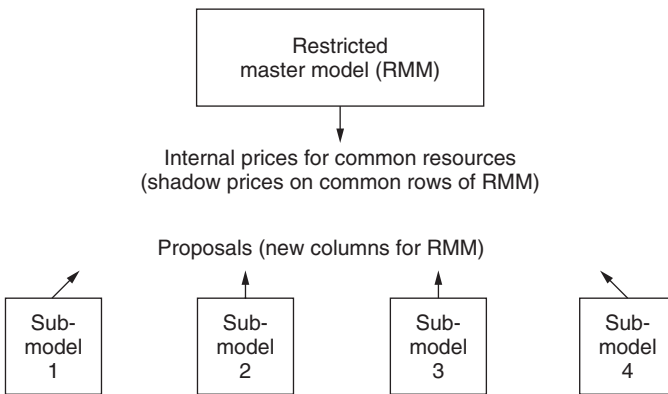 Restricted
master model (RMM)
Internal prices for common resources
(shadow prices on common rows of RMM)
Proposals (new columns for RMM)
Sub-
model
1
Sub-
model
2
Sub-
model
3
Sub-
model
4